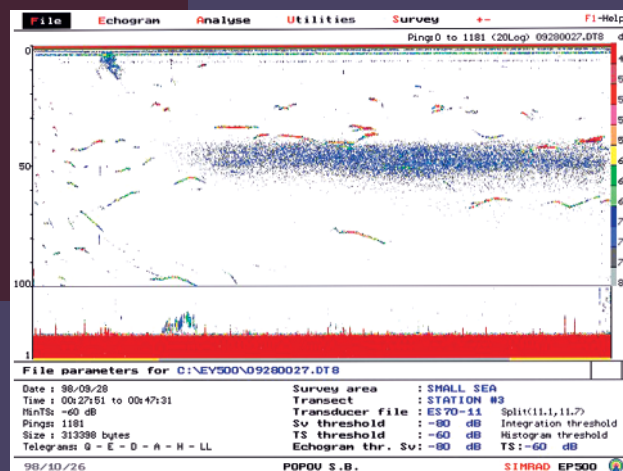 File Echogram Analyse Utilities Survey +- F1-Help
Ping:0 to 1181 (20Log) 09280027.DT8
0
50
100
1
File parameters for C:\EY500\09280027.DT8
Date : 98/09/28 Survey area : SMALL SEA
Time : 00:27:51 to 00:47:31 Transect : STATION #3
MinTS: -60 dB Transducer file : ES70-11 Split(11.1,11.7)
Pings: 1181 Sv threshold : -80 dB Integration threshold
Size : 313398 bytes TS threshold : -60 dB Histogram threshold
Telegrams: Q - E - D - A - H - LL Echogram thr. Sv: -80 dB TS:-60 dB
98/10/26 POPOV S.B. SIMRAD EP500